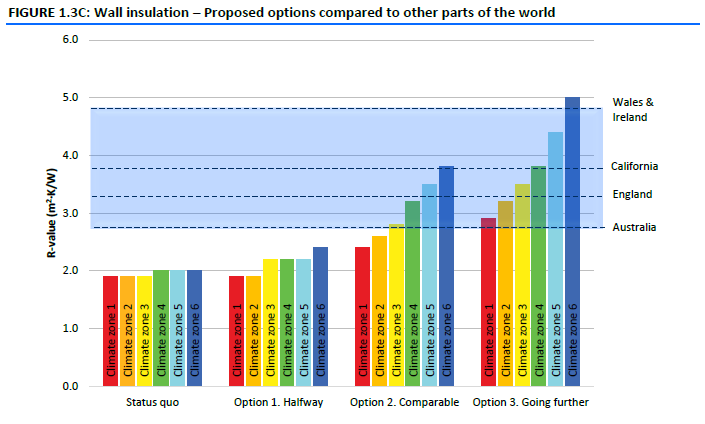 FIGURE 1.3C: Wall insulation – Proposed options compared to other parts of the world
6.0
5.0
4.0
3.0
2.0
1.0
0.0
R-value (m²·K/W)
Wales &
Ireland
California
England
Australia
Climate zone 1
Climate zone 2
Climate zone 3
Climate zone 4
Climate zone 5
Climate zone 6
Climate zone 1
Climate zone 2
Climate zone 3
Climate zone 4
Climate zone 5
Climate zone 6
Climate zone 1
Climate zone 2
Climate zone 3
Climate zone 4
Climate zone 5
Climate zone 6
Climate zone 1
Climate zone 2
Climate zone 3
Climate zone 4
Climate zone 5
Climate zone 6
Status quo
Option 1. Halfway
Option 2. Comparable
Option 3. Going further